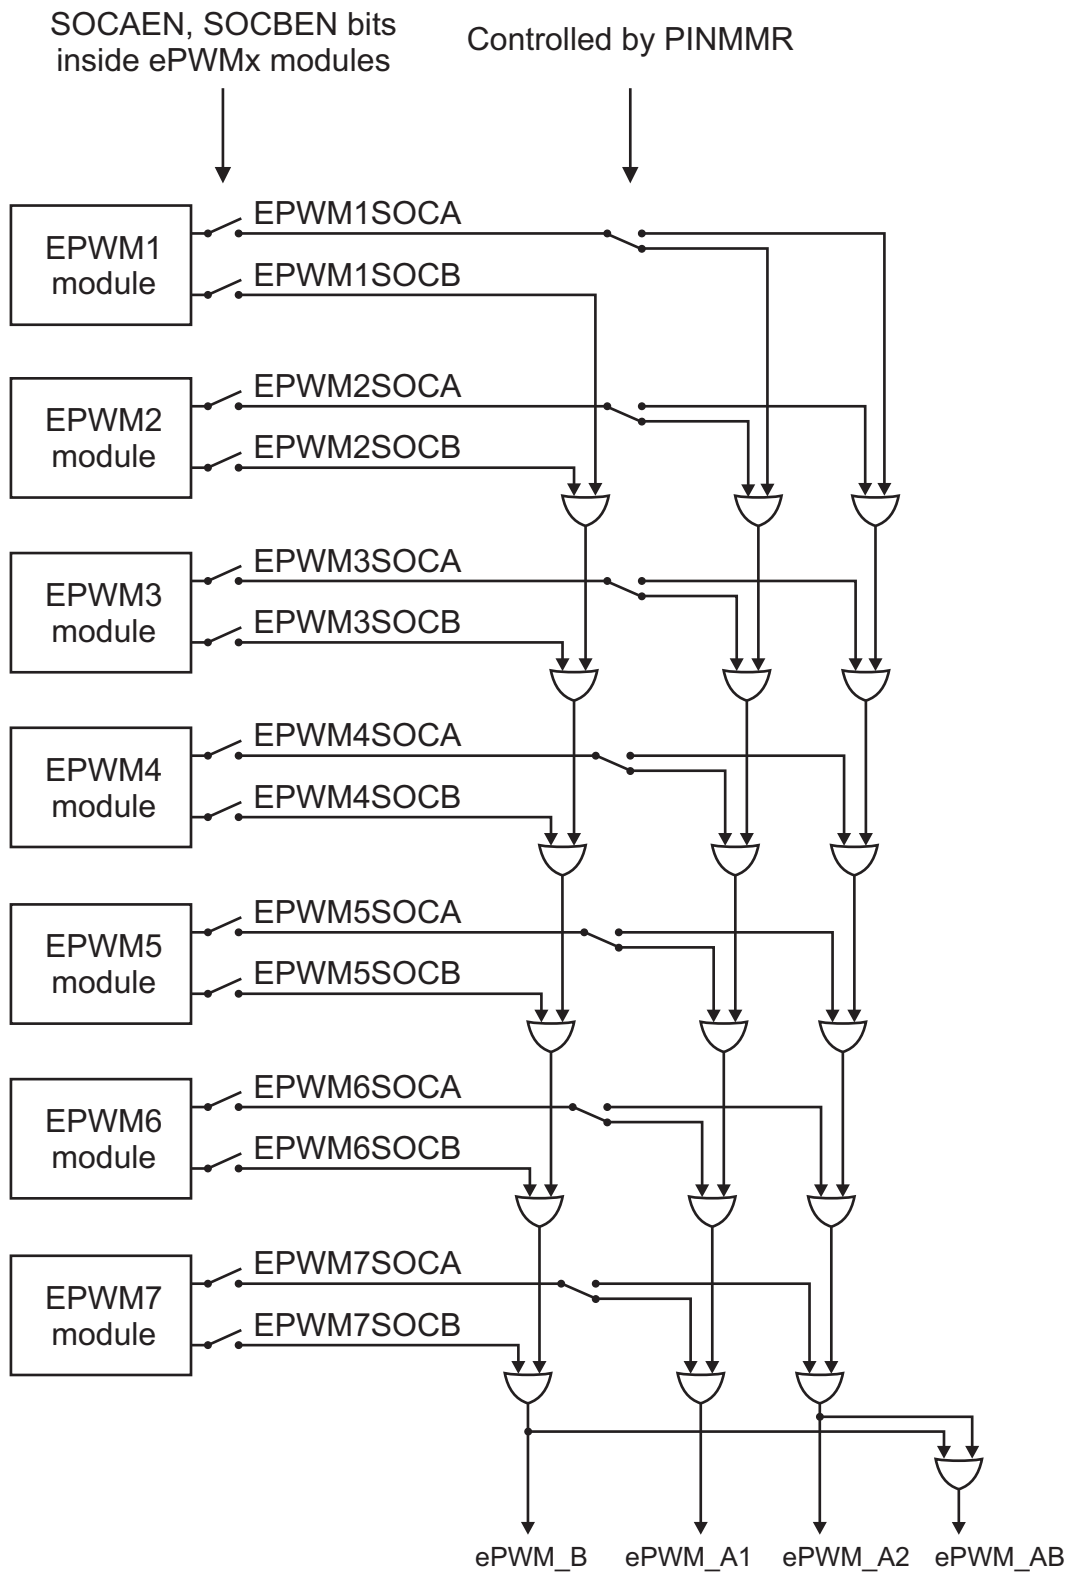 SOCAEN, SOCBEN bits
inside ePWMx modules
Controlled by PINMMR
EPWM1
module
EPWM1SOCA
EPWM1SOCB
EPWM2
module
EPWM2SOCA
EPWM2SOCB
EPWM3
module
EPWM3SOCA
EPWM3SOCB
EPWM4
module
EPWM4SOCA
EPWM4SOCB
EPWM5
module
EPWM5SOCA
EPWM5SOCB
EPWM6
module
EPWM6SOCA
EPWM6SOCB
EPWM7
module
EPWM7SOCA
EPWM7SOCB
ePWM_B
ePWM_A1
ePWM_A2
ePWM_AB